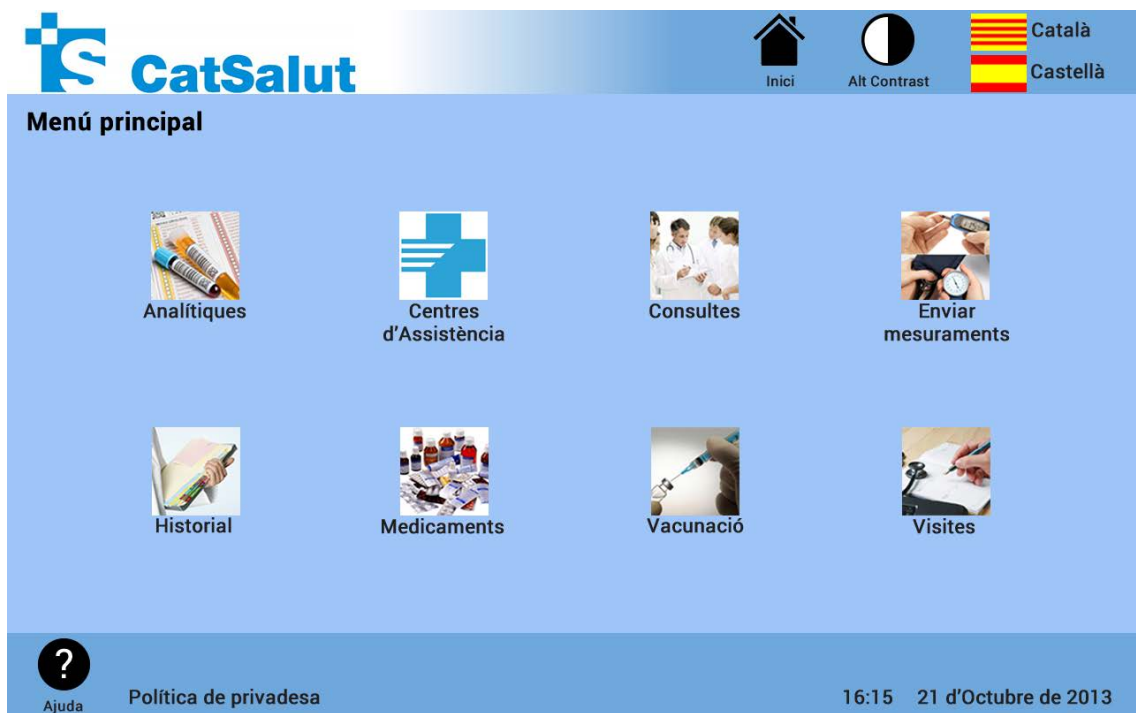 CatSalut
Inici
Alt Contrast
Català
Castellà
Menú principal
Analítiques
Centres
d'Assistència
Consultes
Enviar
mesuraments
Historial
Medicaments
Vacunació
Visites
?
Ajuda
Política de privadesa
16:15 21 d'Octubre de 2013